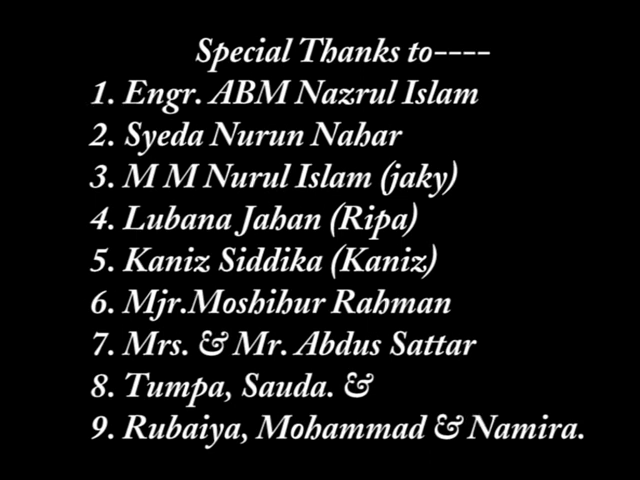 Special Thanks to----
1. Engr. ABM Nazrul Islam
2. Syeda Nurun Nahar
3. M M Nurul Islam (jaky)
4. Lubana Jahan (Ripa)
5. Kaniz Siddika (Kaniz)
6. Mjr.Moshihur Rahman
7. Mrs. & Mr. Abdus Sattar
8. Tumpa, Sauda. &
9. Rubaiya, Mohammad & Namira.